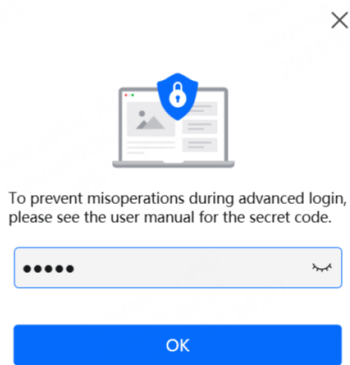 To prevent misoperations during advanced login,
please see the user manual for the secret code.
●●●●●
OK